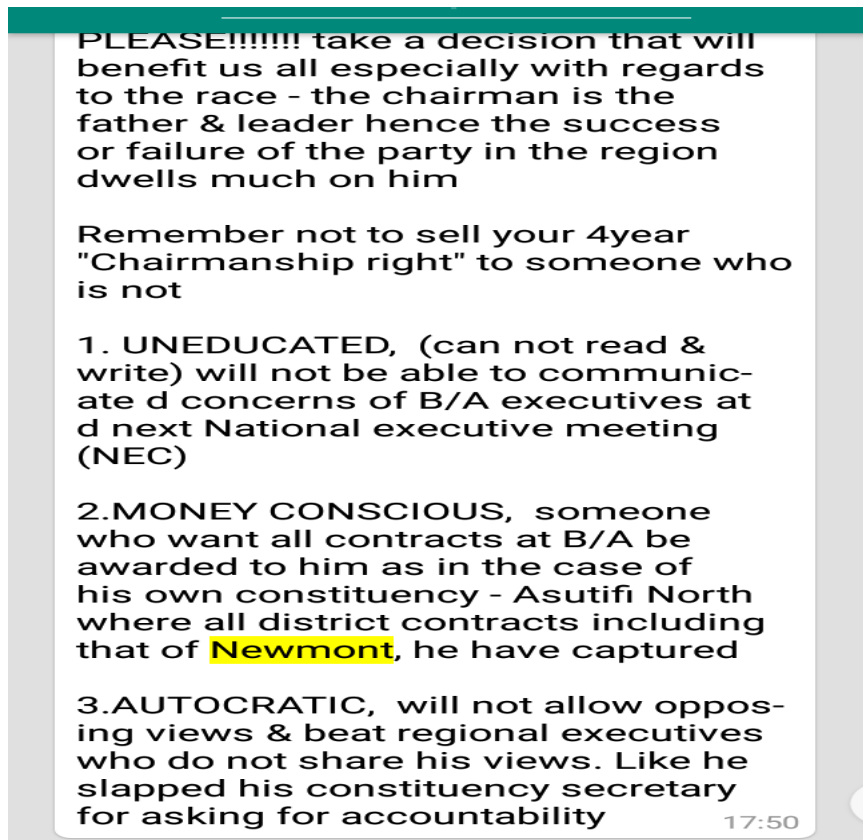 PLEASE!!!!!!! take a decision that will
benefit us all especially with regards
to the race - the chairman is the
father & leader hence the success
or failure of the party in the region
dwells much on him
Remember not to sell your 4year
"Chairmanship right" to someone who
is not
1. UNEDUCATED, (can not read &
write) will not be able to communic-
ate d concerns of B/A executives at
d next National executive meeting
(NEC)
2.MONEY CONSCIOUS, someone
who want all contracts at B/A be
awarded to him as in the case of
his own constituency - Asutifi North
where all district contracts including
that of Newmont, he have captured
3.AUTOCRATIC, will not allow oppos-
ing views & beat regional executives
who do not share his views. Like he
slapped his constituency secretary
for asking for accountability
17:50